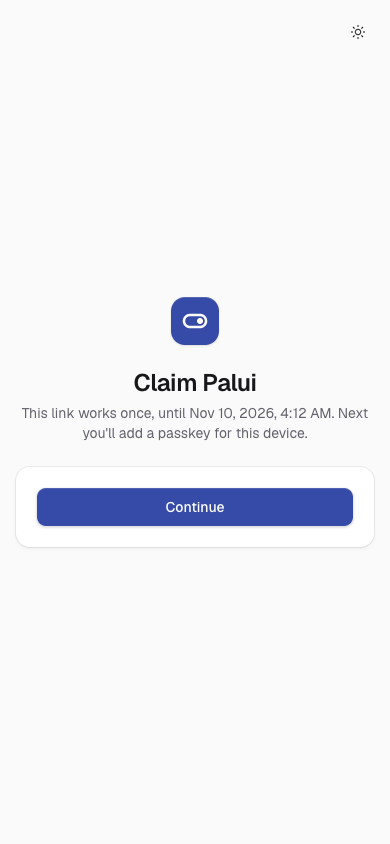 Claim Palui
This link works once, until Nov 10, 2026, 4:12 AM. Next
you'll add a passkey for this device.
Continue